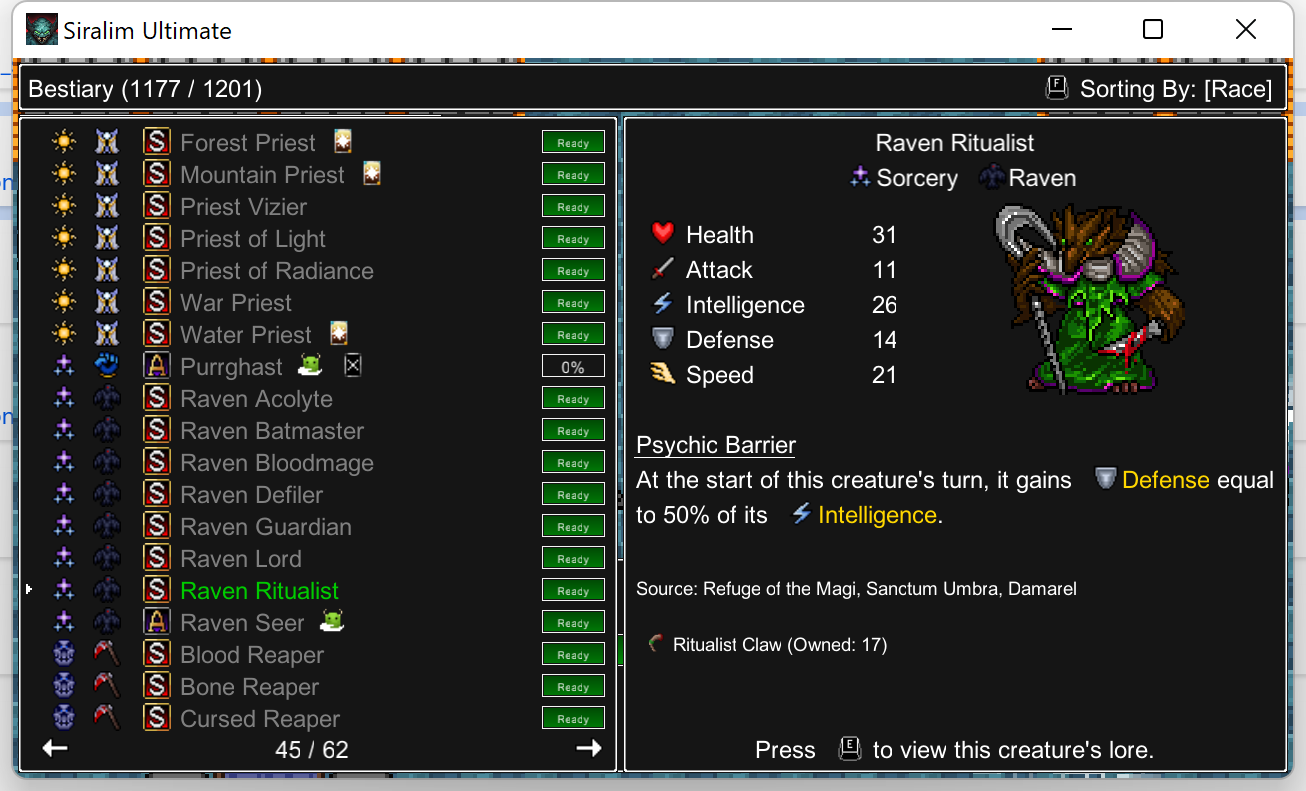 Siralim Ultimate
Bestiary (1177 / 1201)
F Sorting By: [Race]
S Forest Priest Ready
S Mountain Priest Ready
S Priest Vizier Ready
S Priest of Light Ready
S Priest of Radiance Ready
S War Priest Ready
S Water Priest Ready
A Purrghast 0%
S Raven Acolyte Ready
S Raven Batmaster Ready
S Raven Bloodmage Ready
S Raven Defiler Ready
S Raven Guardian Ready
S Raven Lord Ready
S Raven Ritualist Ready
A Raven Seer Ready
S Blood Reaper Ready
S Bone Reaper Ready
S Cursed Reaper Ready
45 / 62
Raven Ritualist
Sorcery Raven
Health 31
Attack 11
Intelligence 26
Defense 14
Speed 21
Psychic Barrier
At the start of this creature's turn, it gains Defense equal
to 50% of its Intelligence.
Source: Refuge of the Magi, Sanctum Umbra, Damarel
Ritualist Claw (Owned: 17)
Press E to view this creature's lore.